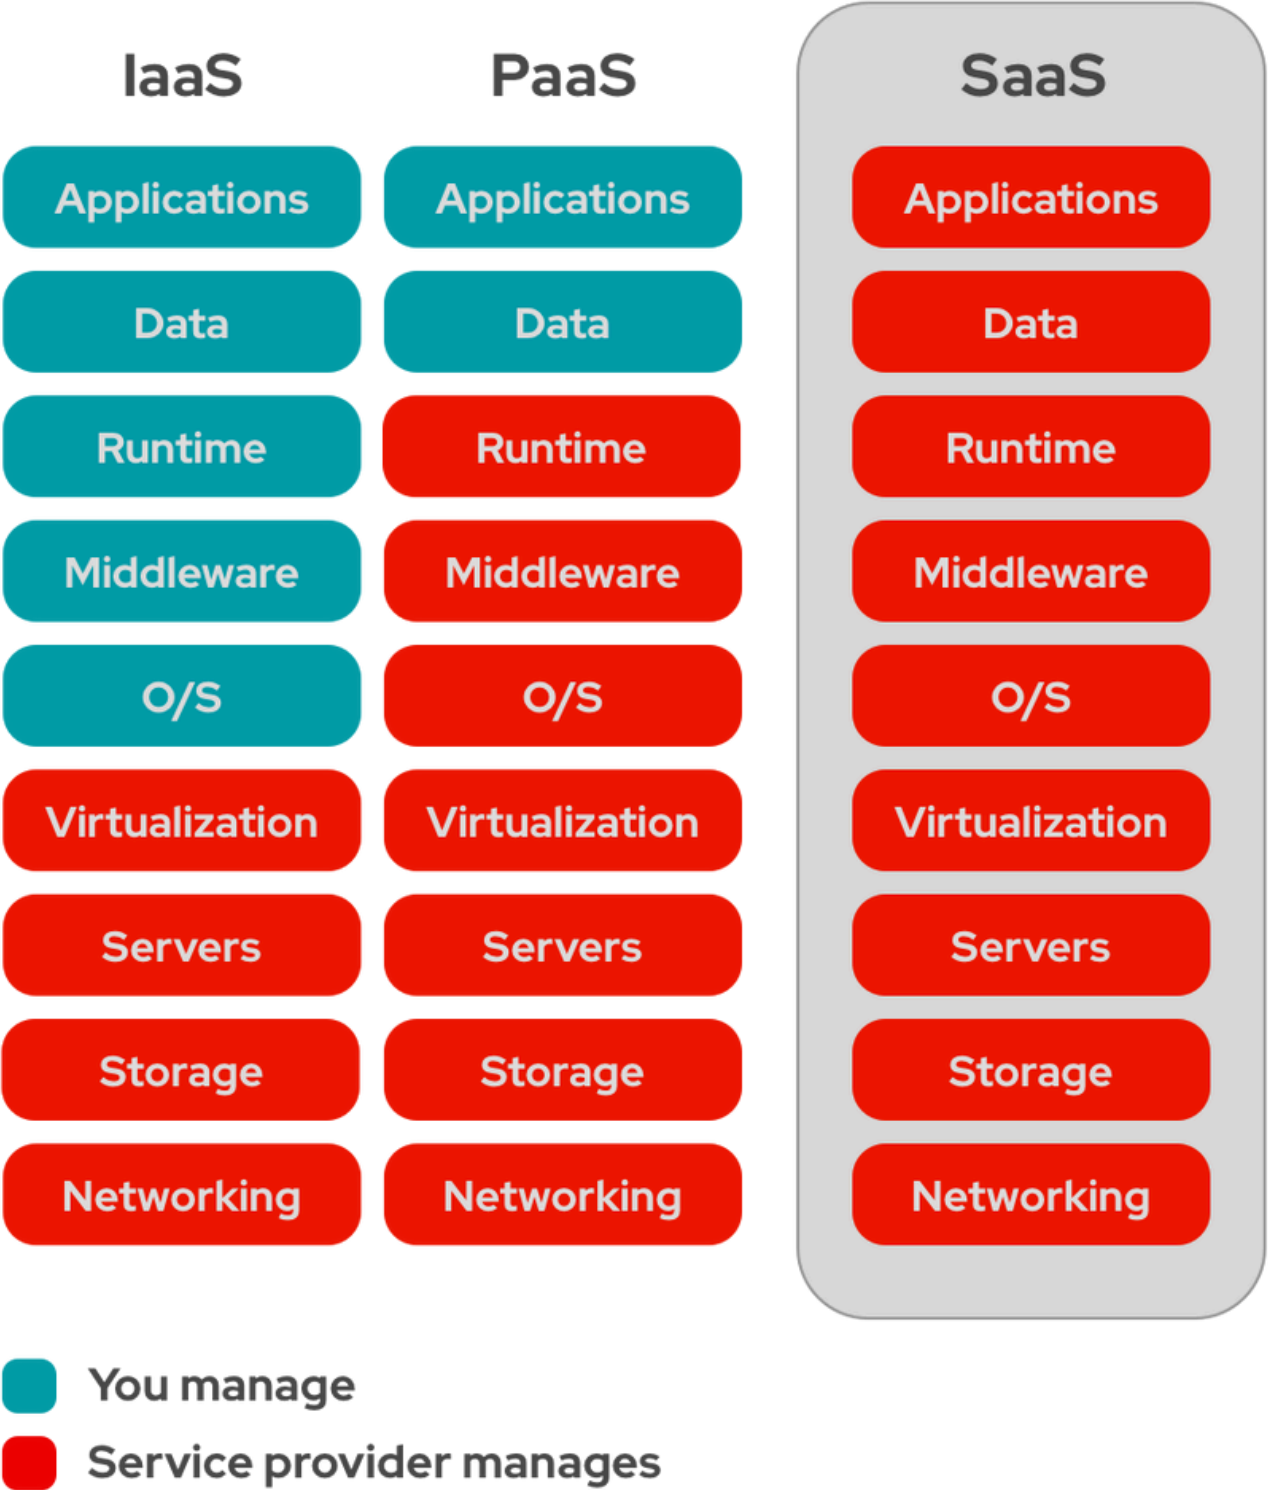 IaaS PaaS SaaS
Applications Applications Applications
Data Data Data
Runtime Runtime Runtime
Middleware Middleware Middleware
O/S O/S O/S
Virtualization Virtualization Virtualization
Servers Servers Servers
Storage Storage Storage
Networking Networking Networking
You manage
Service provider manages